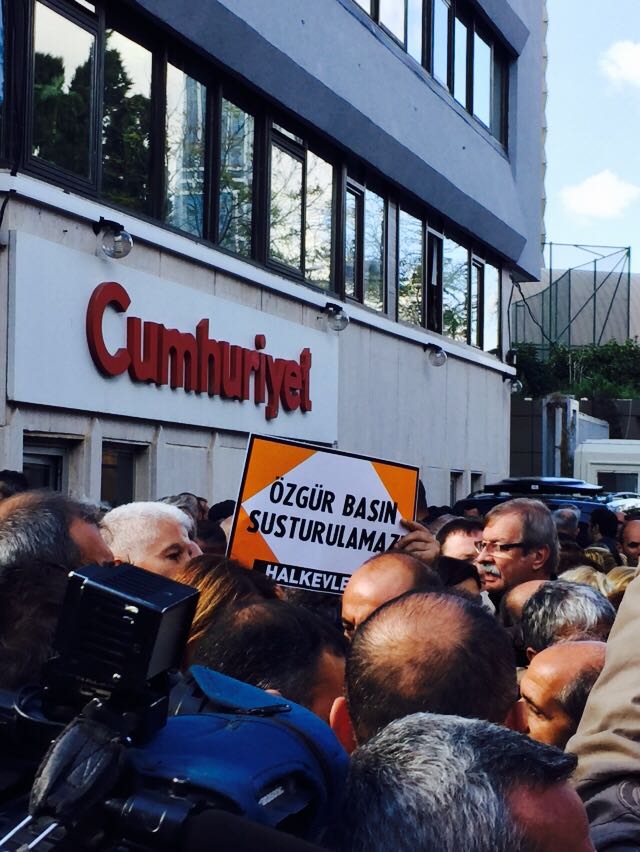 Cumhuriyet
ÖZGÜR BASIN
SUSTURULAMAZ
HALKEVLE